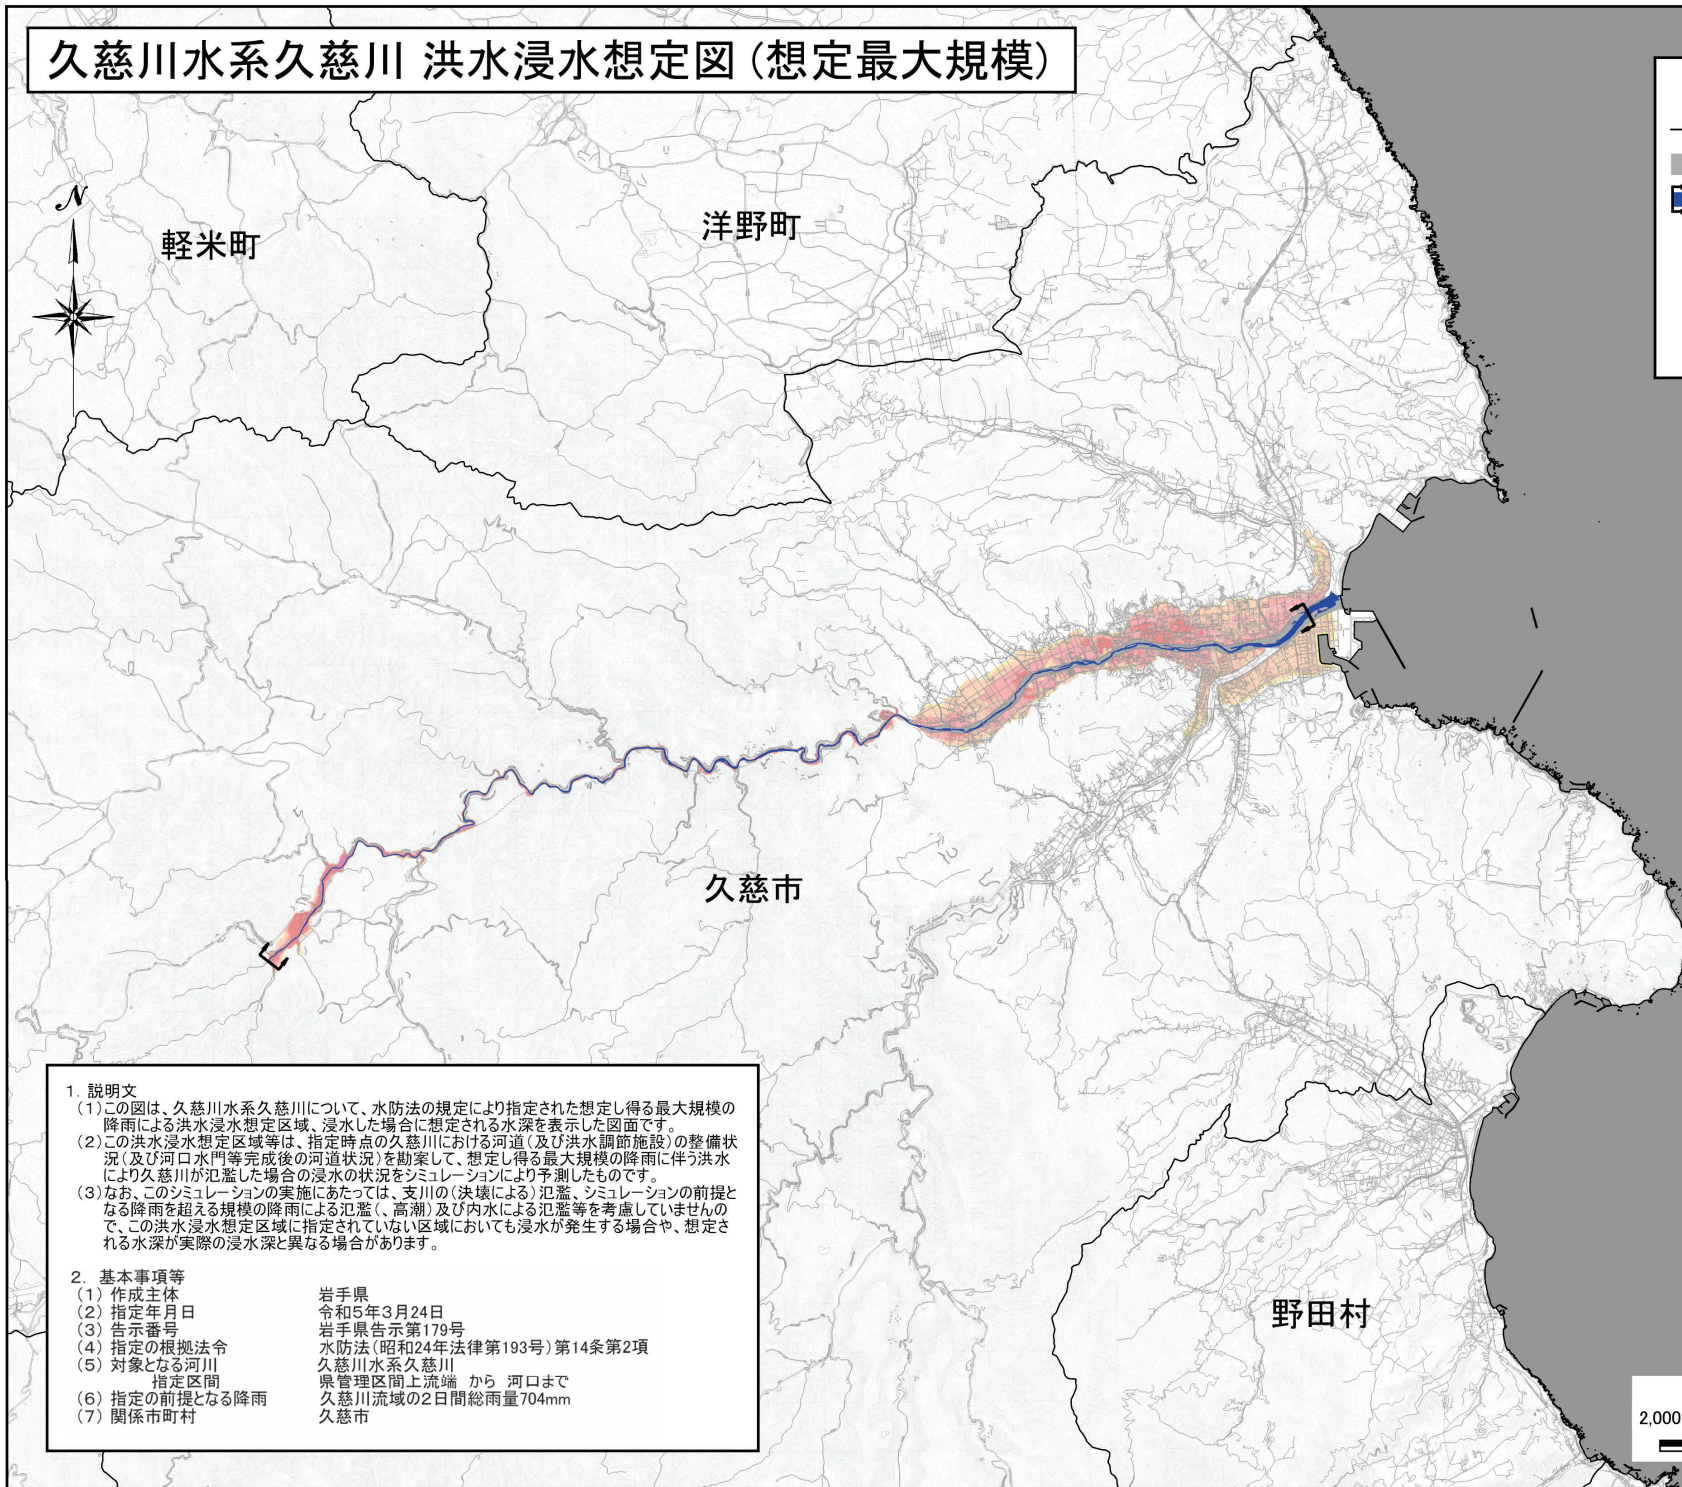 久慈川水系久慈川 洪水浸水想定図（想定最大規模）
N
軽米町
洋野町
久慈市
野田村
1. 説明文
(1)この図は、久慈川水系久慈川について、水防法の規定により指定された想定し得る最大規模の
降雨による洪水浸水想定区域、浸水した場合に想定される水深を表示した図面です。
(2)この洪水浸水想定区域等は、指定時点の久慈川における河道（及び洪水調節施設）の整備状
況（及び河口水門等完成後の河道状況）を勘案して、想定し得る最大規模の降雨に伴う洪水
により久慈川が氾濫した場合の浸水の状況をシミュレーションにより予測したものです。
(3)なお、このシミュレーションの実施にあたっては、支川の（決壊による）氾濫、シミュレーションの前提と
なる降雨を超える規模の降雨による氾濫（、高潮）及び内水による氾濫等を考慮していませんの
で、この洪水浸水想定区域に指定されていない区域においても浸水が発生する場合や、想定さ
れる水深が実際の浸水深と異なる場合があります。
2. 基本事項等
(1) 作成主体 岩手県
(2) 指定年月日 令和5年3月24日
(3) 告示番号 岩手県告示第179号
(4) 指定の根拠法令 水防法（昭和24年法律第193号）第14条第2項
(5) 対象となる河川 久慈川水系久慈川
指定区間 県管理区間上流端 から 河口まで
(6) 指定の前提となる降雨 久慈川流域の2日間総雨量704mm
(7) 関係市町村 久慈市
2,000